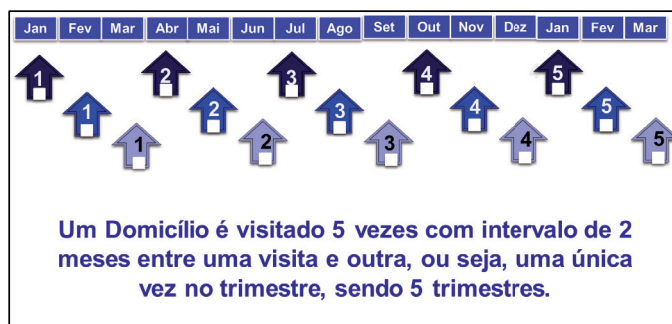 Jan Fev Mar Abr Mai Jun Jul Ago Set Out Nov Dez Jan Fev Mar
1 2 3 4 5
1 2 3 4 5
1 2 3 4 5
Um Domicílio é visitado 5 vezes com intervalo de 2
meses entre uma visita e outra, ou seja, uma única
vez no trimestre, sendo 5 trimestres.